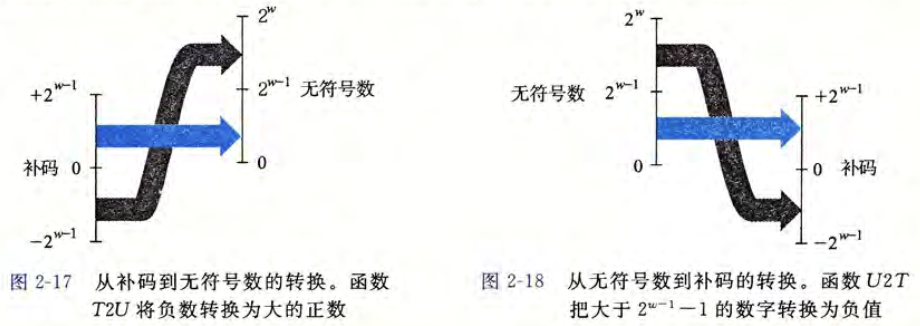 2^w
+2^{w-1}
2^{w-1} 无符号数
补码 0
0
-2^{w-1}
图 2-17 从补码到无符号数的转换。函数
T2U 将负数转换为大的正数
2^w
无符号数 2^{w-1}
+2^{w-1}
0
0 补码
-2^{w-1}
图 2-18 从无符号数到补码的转换。函数 U2T
把大于 2^{w-1}-1 的数字转换为负值